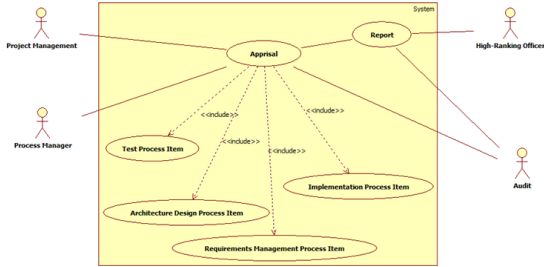 System
Project Management
Apprisal
Report
High-Ranking Officer
Process Manager
<<include>>
<<include>>
<<include>>
<<include>>
Test Process Item
Audit
Implementation Process Item
Architecture Design Process Item
Requirements Management Process Item